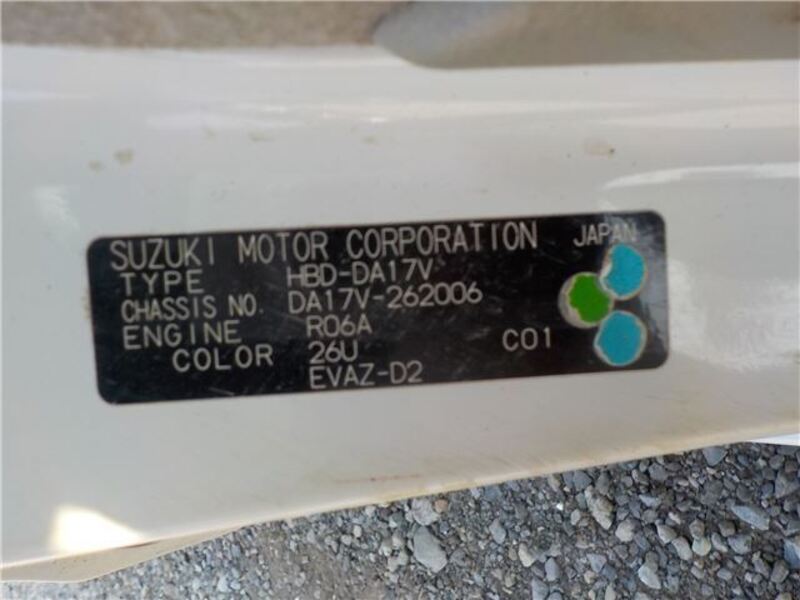 SUZUKI MOTOR CORPORATION JAPAN
TYPE HBD-DA17V
CHASSIS NO. DA17V-262006
ENGINE R06A
COLOR 26U C01
EVAZ-D2